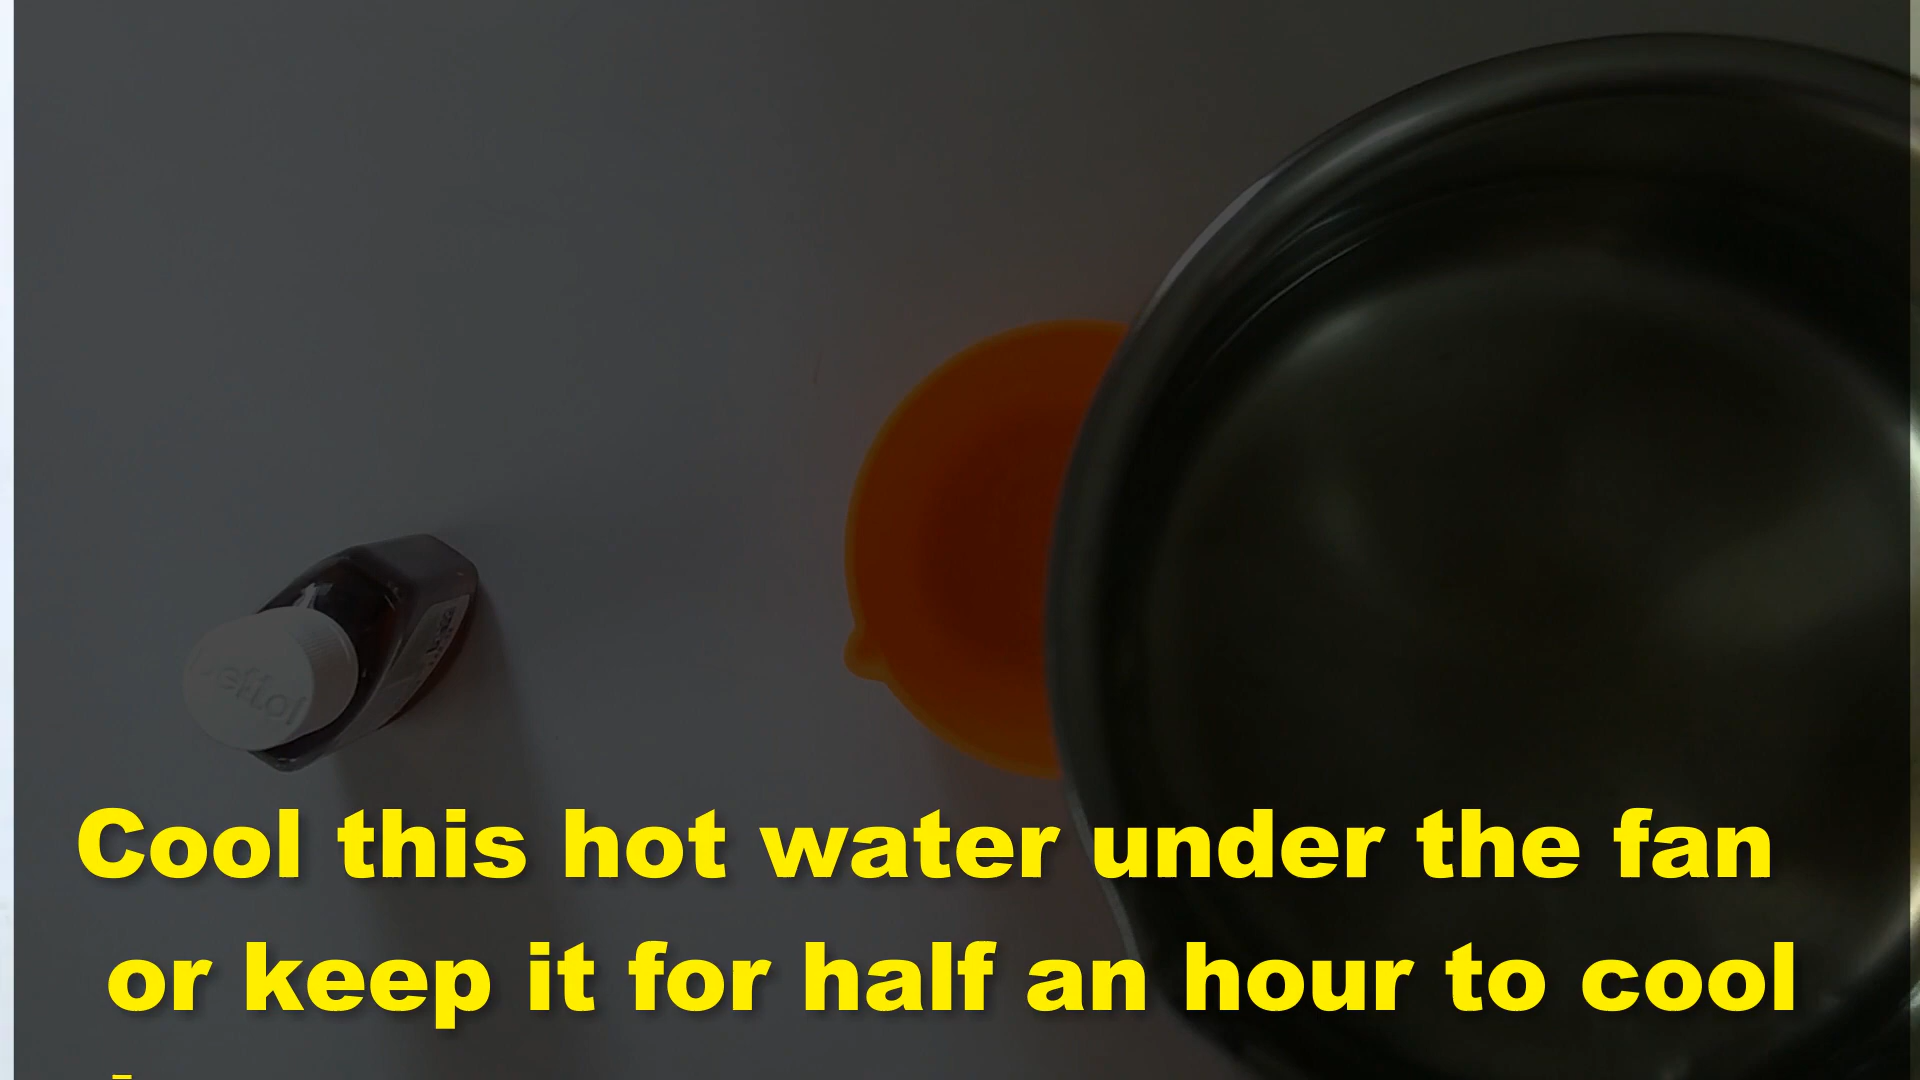 Cool this hot water under the fan
or keep it for half an hour to cool